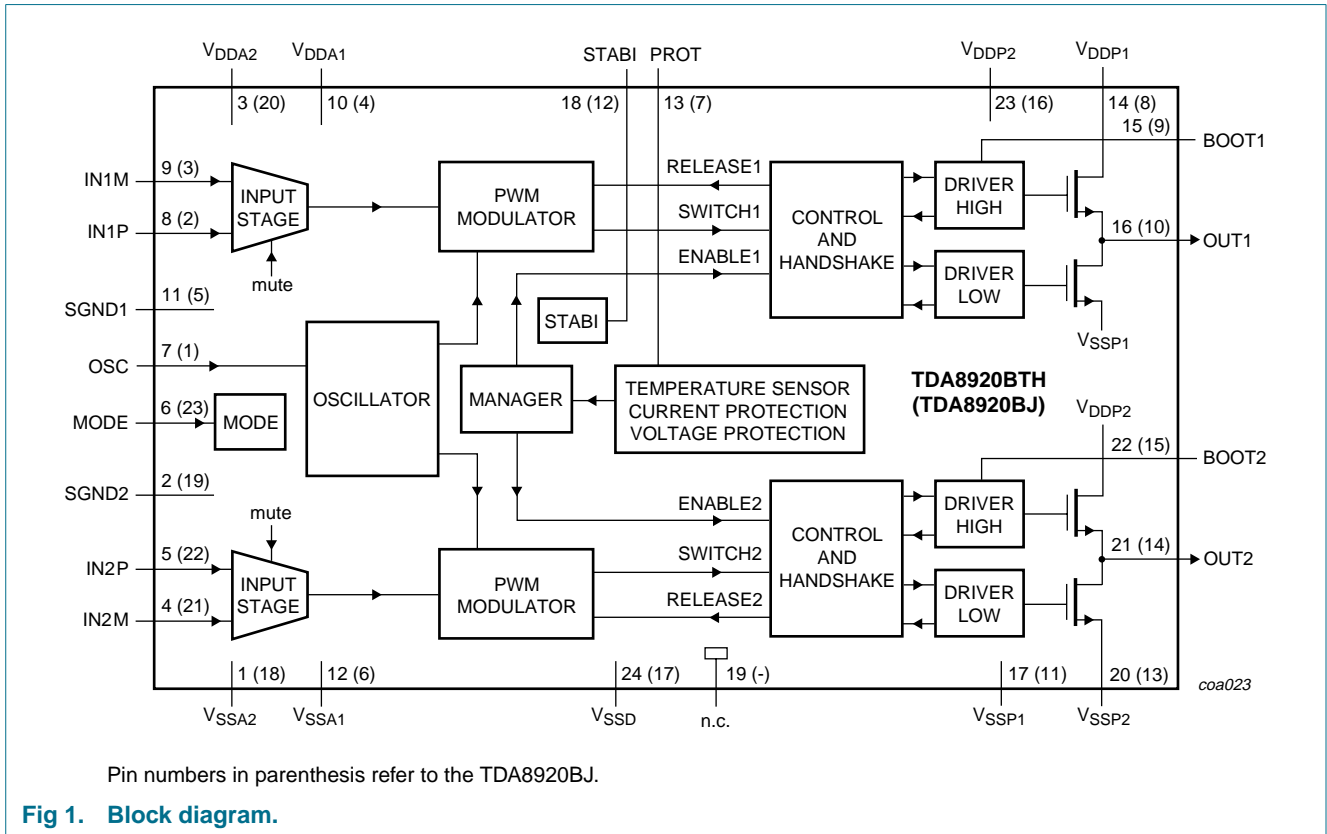 VDDA2
VDDA1
STABI PROT
VDDP2
VDDP1
3 (20)
10 (4)
18 (12)
13 (7)
23 (16)
14 (8)
15 (9)
BOOT1
IN1M
9 (3)
INPUT
STAGE
PWM
MODULATOR
RELEASE1
CONTROL
AND
HANDSHAKE
DRIVER
HIGH
IN1P
8 (2)
SWITCH1
16 (10)
OUT1
mute
ENABLE1
DRIVER
LOW
SGND1
11 (5)
STABI
VSSP1
OSC
7 (1)
OSCILLATOR
MANAGER
TEMPERATURE SENSOR
CURRENT PROTECTION
VOLTAGE PROTECTION
TDA8920BTH
(TDA8920BJ)
MODE
6 (23)
MODE
VDDP2
22 (15)
BOOT2
SGND2
2 (19)
mute
ENABLE2
CONTROL
AND
HANDSHAKE
DRIVER
HIGH
IN2P
5 (22)
INPUT
STAGE
PWM
MODULATOR
SWITCH2
21 (14)
OUT2
IN2M
4 (21)
RELEASE2
DRIVER
LOW
1 (18)
12 (6)
24 (17)
19 (-)
17 (11)
20 (13)
coa023
VSSA2
VSSA1
VSSD
n.c.
VSSP1
VSSP2
Pin numbers in parenthesis refer to the TDA8920BJ.
Fig 1. Block diagram.